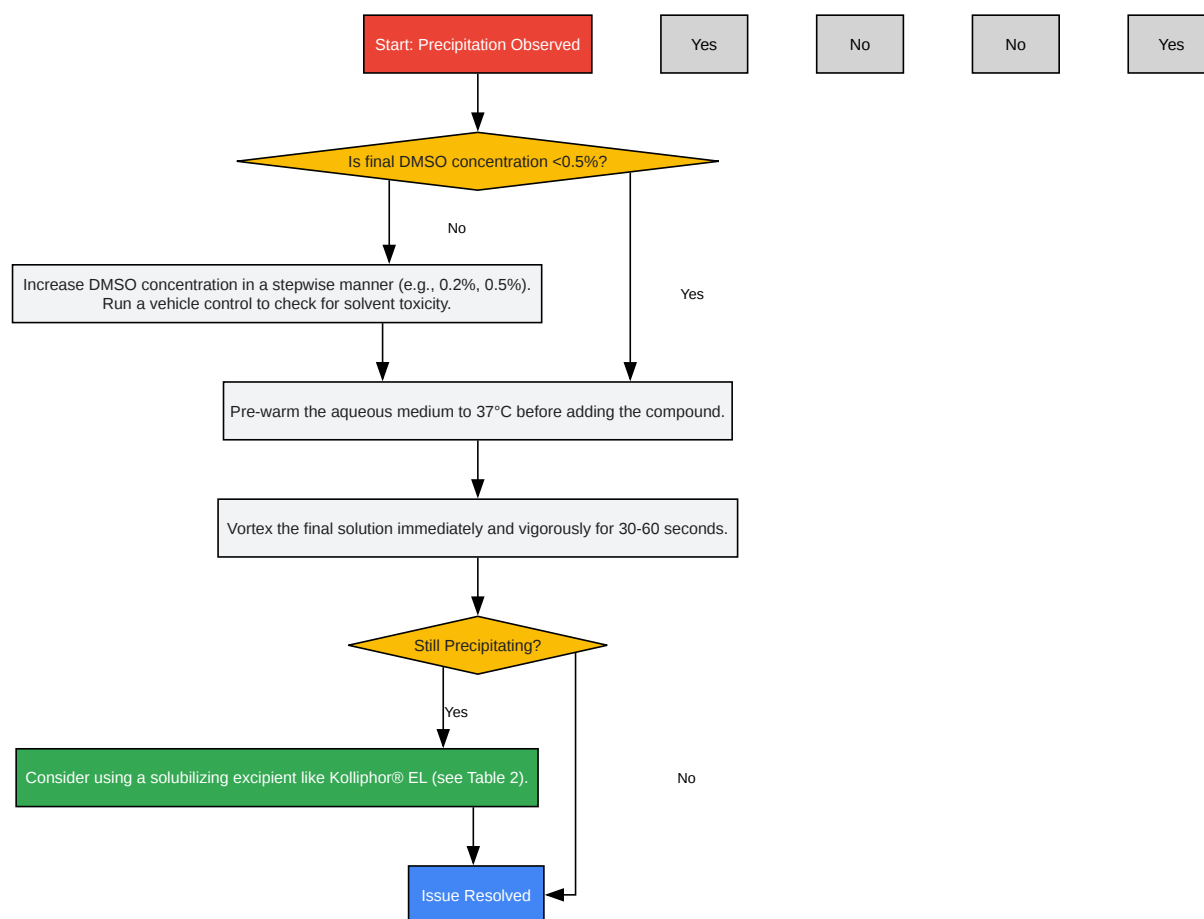 Start: Precipitation Observed
Yes
No
No
Yes
Is final DMSO concentration <0.5%?
No
Increase DMSO concentration in a stepwise manner (e.g., 0.2%, 0.5%).
Run a vehicle control to check for solvent toxicity.
Yes
Pre-warm the aqueous medium to 37°C before adding the compound.
Vortex the final solution immediately and vigorously for 30-60 seconds.
Still Precipitating?
Yes
Consider using a solubilizing excipient like Kolliphor® EL (see Table 2).
No
Issue Resolved